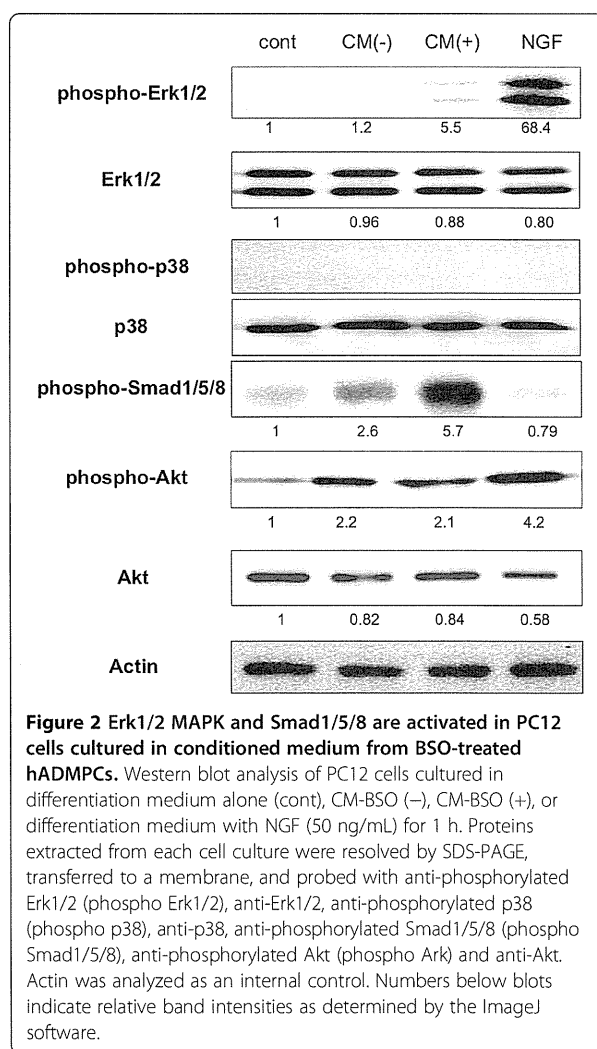 cont CM(-) CM(+) NGF
phospho-Erk1/2
1 1.2 5.5 68.4
Erk1/2
1 0.96 0.88 0.80
phospho-p38
p38
phospho-Smad1/5/8
1 2.6 5.7 0.79
phospho-Akt
1 2.2 2.1 4.2
Akt
1 0.82 0.84 0.58
Actin
Figure 2 Erk1/2 MAPK and Smad1/5/8 are activated in PC12
cells cultured in conditioned medium from BSO-treated
hADMPCs. Western blot analysis of PC12 cells cultured in
differentiation medium alone (cont), CM-BSO (−), CM-BSO (+), or
differentiation medium with NGF (50 ng/mL) for 1 h. Proteins
extracted from each cell culture were resolved by SDS-PAGE,
transferred to a membrane, and probed with anti-phosphorylated
Erk1/2 (phospho Erk1/2), anti-Erk1/2, anti-phosphorylated p38
(phospho p38), anti-p38, anti-phosphorylated Smad1/5/8 (phospho
Smad1/5/8), anti-phosphorylated Akt (phospho Ark) and anti-Akt.
Actin was analyzed as an internal control. Numbers below blots
indicate relative band intensities as determined by the ImageJ
software.